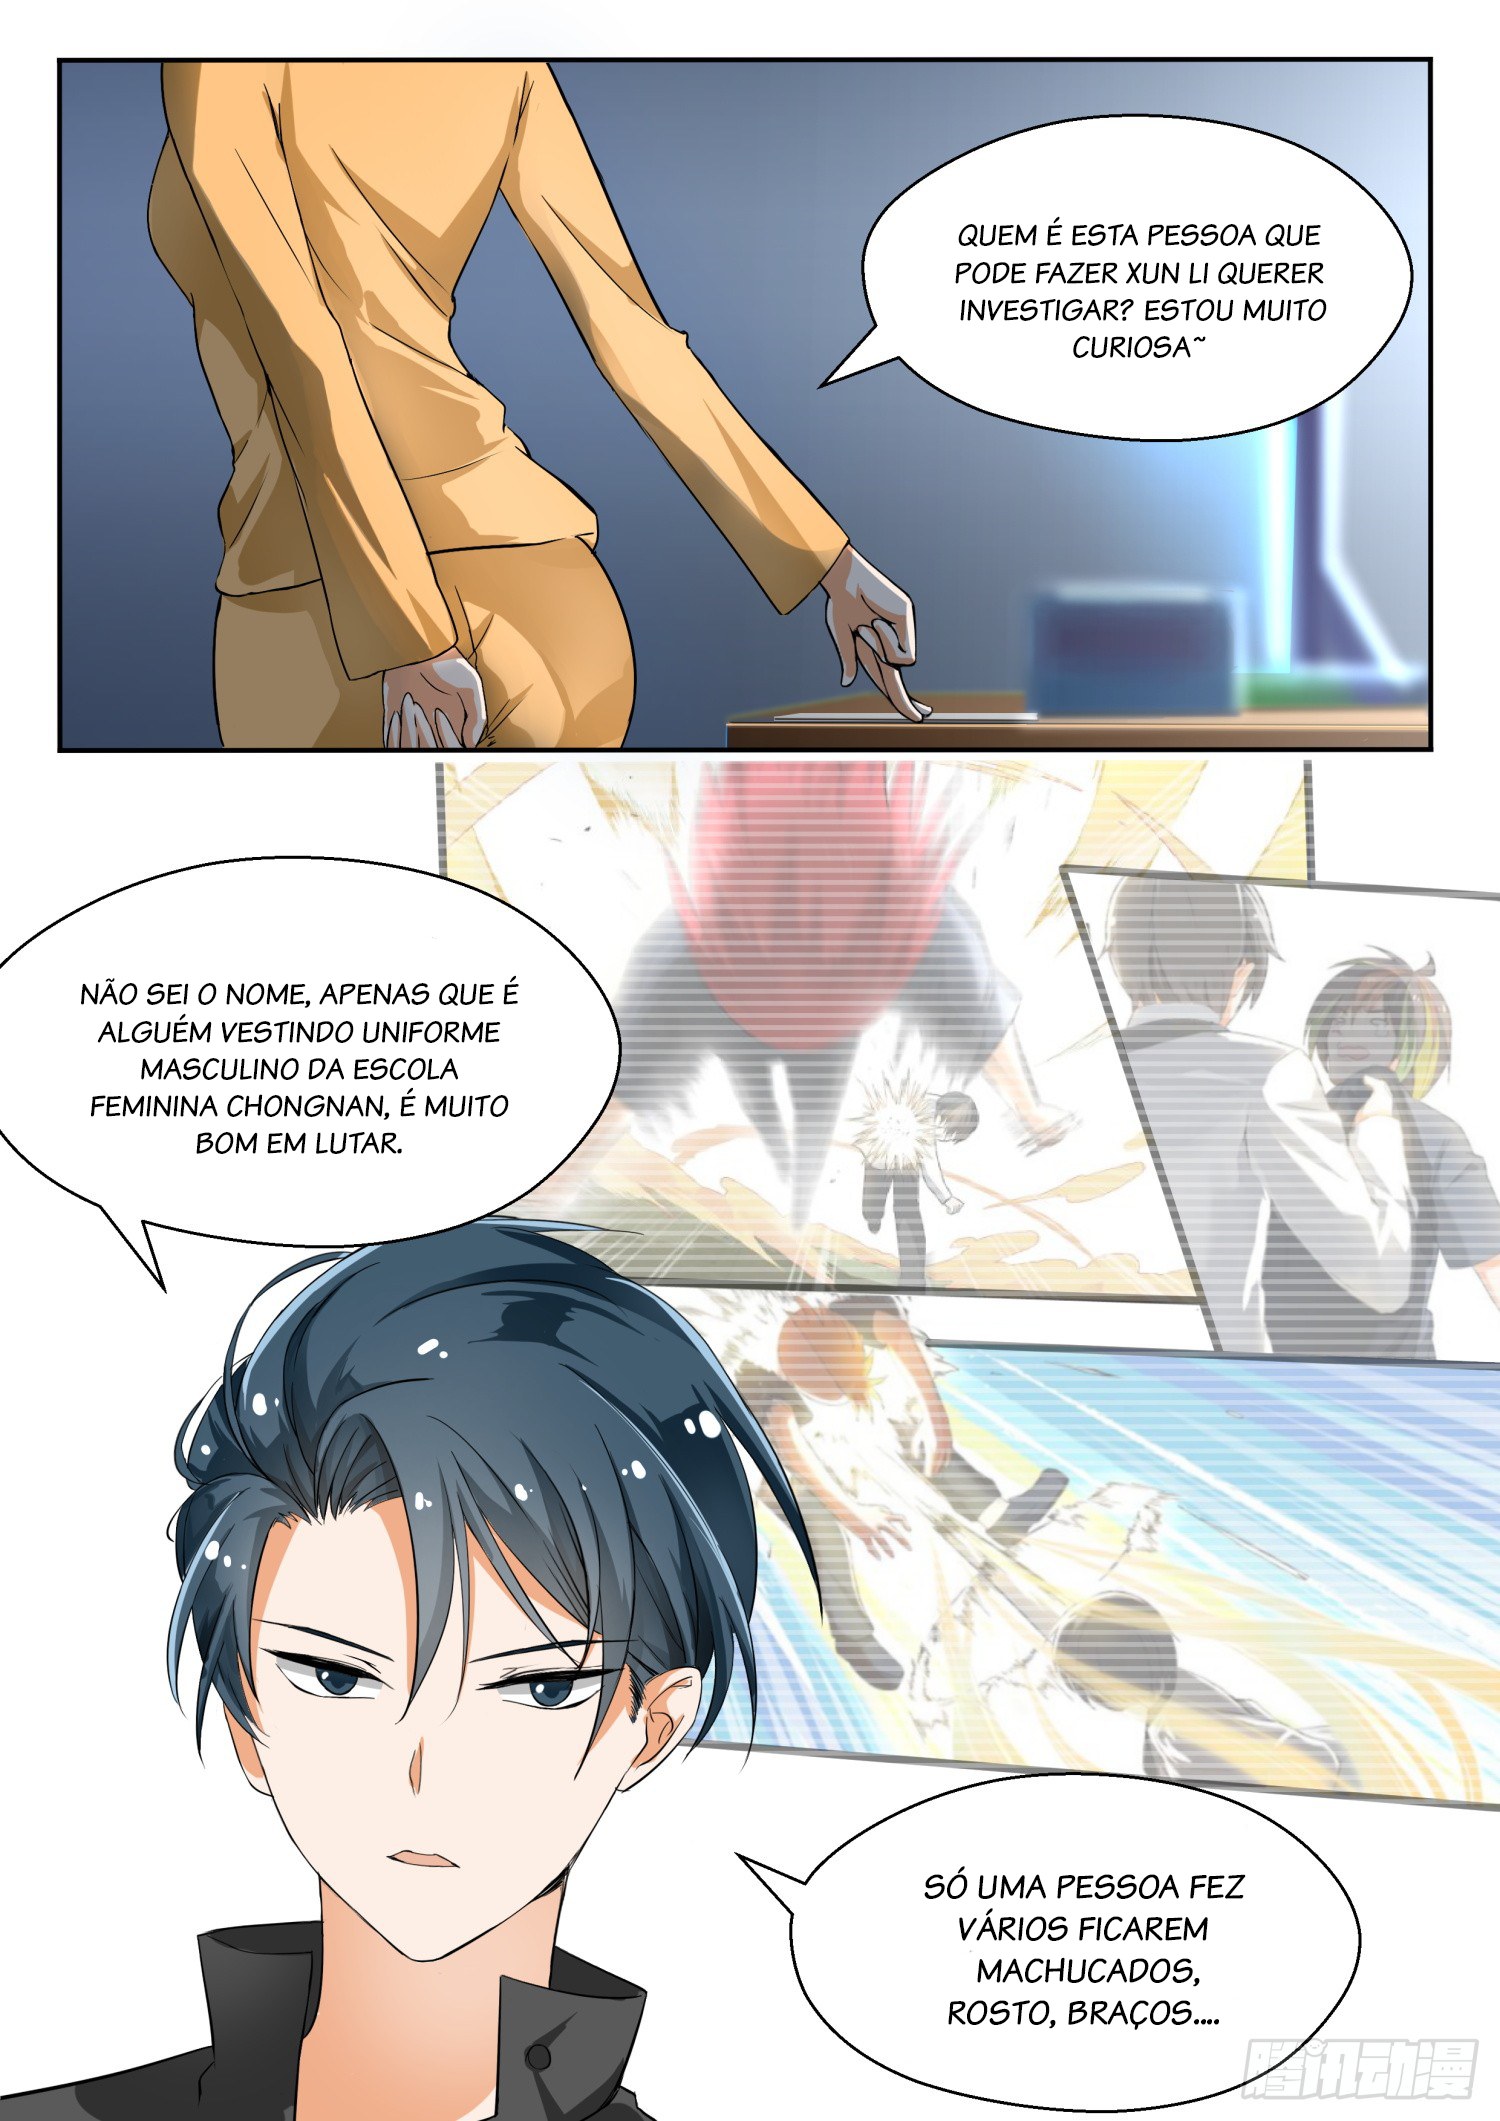 QUEM É ESTA PESSOA QUE
PODE FAZER XUN LI QUERER
INVESTIGAR? ESTOU MUITO
CURIOSA~
NÃO SEI O NOME, APENAS QUE É
ALGUÉM VESTINDO UNIFORME
MASCULINO DA ESCOLA
FEMININA CHONGNAN, É MUITO
BOM EM LUTAR.
SÓ UMA PESSOA FEZ
VÁRIOS FICAREM
MACHUCADOS,
ROSTO, BRAÇOS....
腾讯动漫